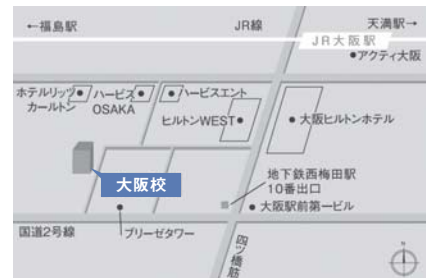 ←福島駅
JR線
天満駅→
JR大阪駅
●アクティ大阪
ホテルリッツ●
カールトン
ハービス●
OSAKA
●ハービスエント
ヒルトンWEST●
●大阪ヒルトンホテル
大阪校
地下鉄西梅田駅
10番出口
●大阪駅前第一ビル
国道2号線
ブリーゼタワー
四ツ橋筋
N